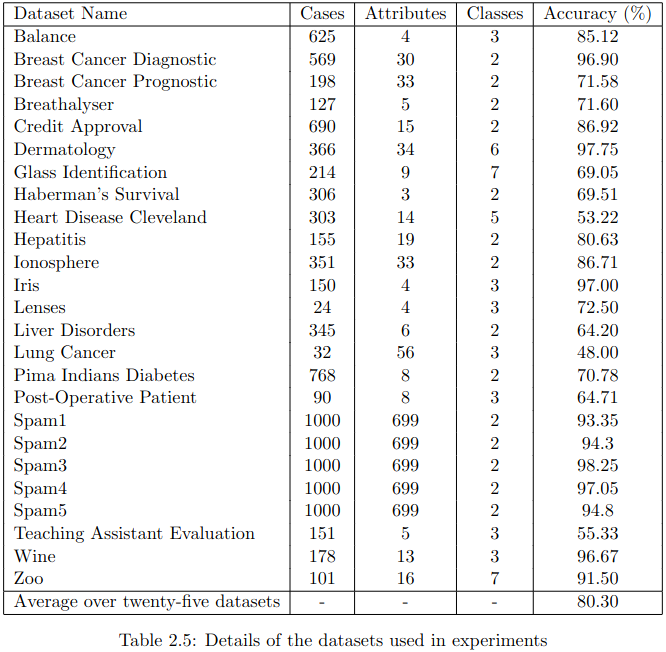 Dataset Name Cases Attributes Classes Accuracy (%)
Balance 625 4 3 85.12
Breast Cancer Diagnostic 569 30 2 96.90
Breast Cancer Prognostic 198 33 2 71.58
Breathalyser 127 5 2 71.60
Credit Approval 690 15 2 86.92
Dermatology 366 34 6 97.75
Glass Identification 214 9 7 69.05
Haberman's Survival 306 3 2 69.51
Heart Disease Cleveland 303 14 5 53.22
Hepatitis 155 19 2 80.63
Ionosphere 351 33 2 86.71
Iris 150 4 3 97.00
Lenses 24 4 3 72.50
Liver Disorders 345 6 2 64.20
Lung Cancer 32 56 3 48.00
Pima Indians Diabetes 768 8 2 70.78
Post-Operative Patient 90 8 3 64.71
Spam1 1000 699 2 93.35
Spam2 1000 699 2 94.3
Spam3 1000 699 2 98.25
Spam4 1000 699 2 97.05
Spam5 1000 699 2 94.8
Teaching Assistant Evaluation 151 5 3 55.33
Wine 178 13 3 96.67
Zoo 101 16 7 91.50
Average over twenty-five datasets - - - 80.30
Table 2.5: Details of the datasets used in experiments